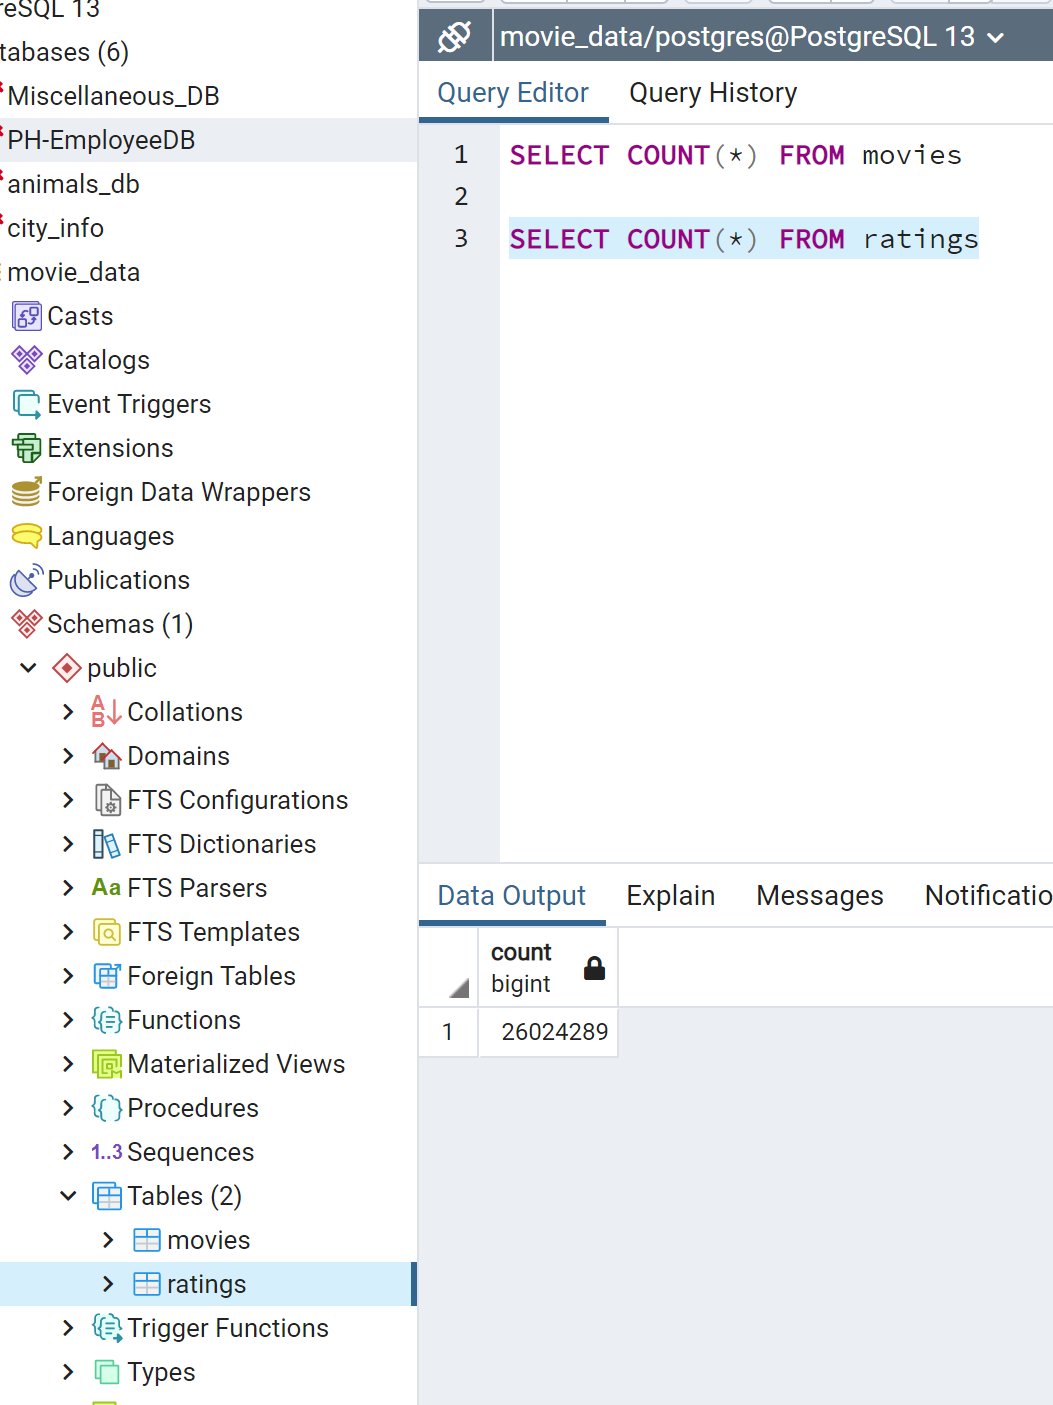 reSQL 13
tabases (6)
Miscellaneous_DB
PH-EmployeeDB
animals_db
city_info
movie_data
Casts
Catalogs
Event Triggers
Extensions
Foreign Data Wrappers
Languages
Publications
Schemas (1)
public
Collations
Domains
FTS Configurations
FTS Dictionaries
Aa FTS Parsers
FTS Templates
Foreign Tables
Functions
Materialized Views
Procedures
1..3 Sequences
Tables (2)
movies
ratings
Trigger Functions
Types
movie_data/postgres@PostgreSQL 13
Query Editor Query History
1 SELECT COUNT(*) FROM movies
2
3 SELECT COUNT(*) FROM ratings
Data Output Explain Messages Notificatio
count
bigint
1 26024289